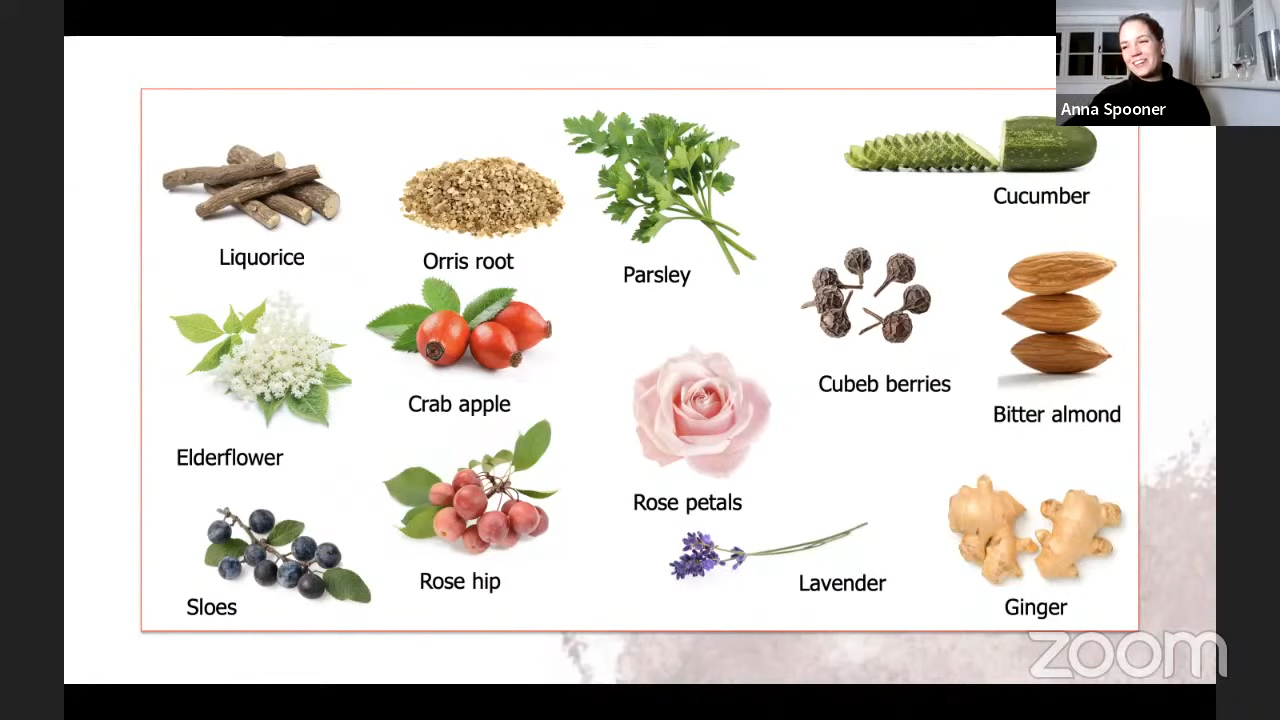 Anna Spooner
Cucumber
Liquorice
Orris root
Parsley
Cubeb berries
Crab apple
Bitter almond
Elderflower
Rose petals
Rose hip
Lavender
Sloes
Ginger
zoom